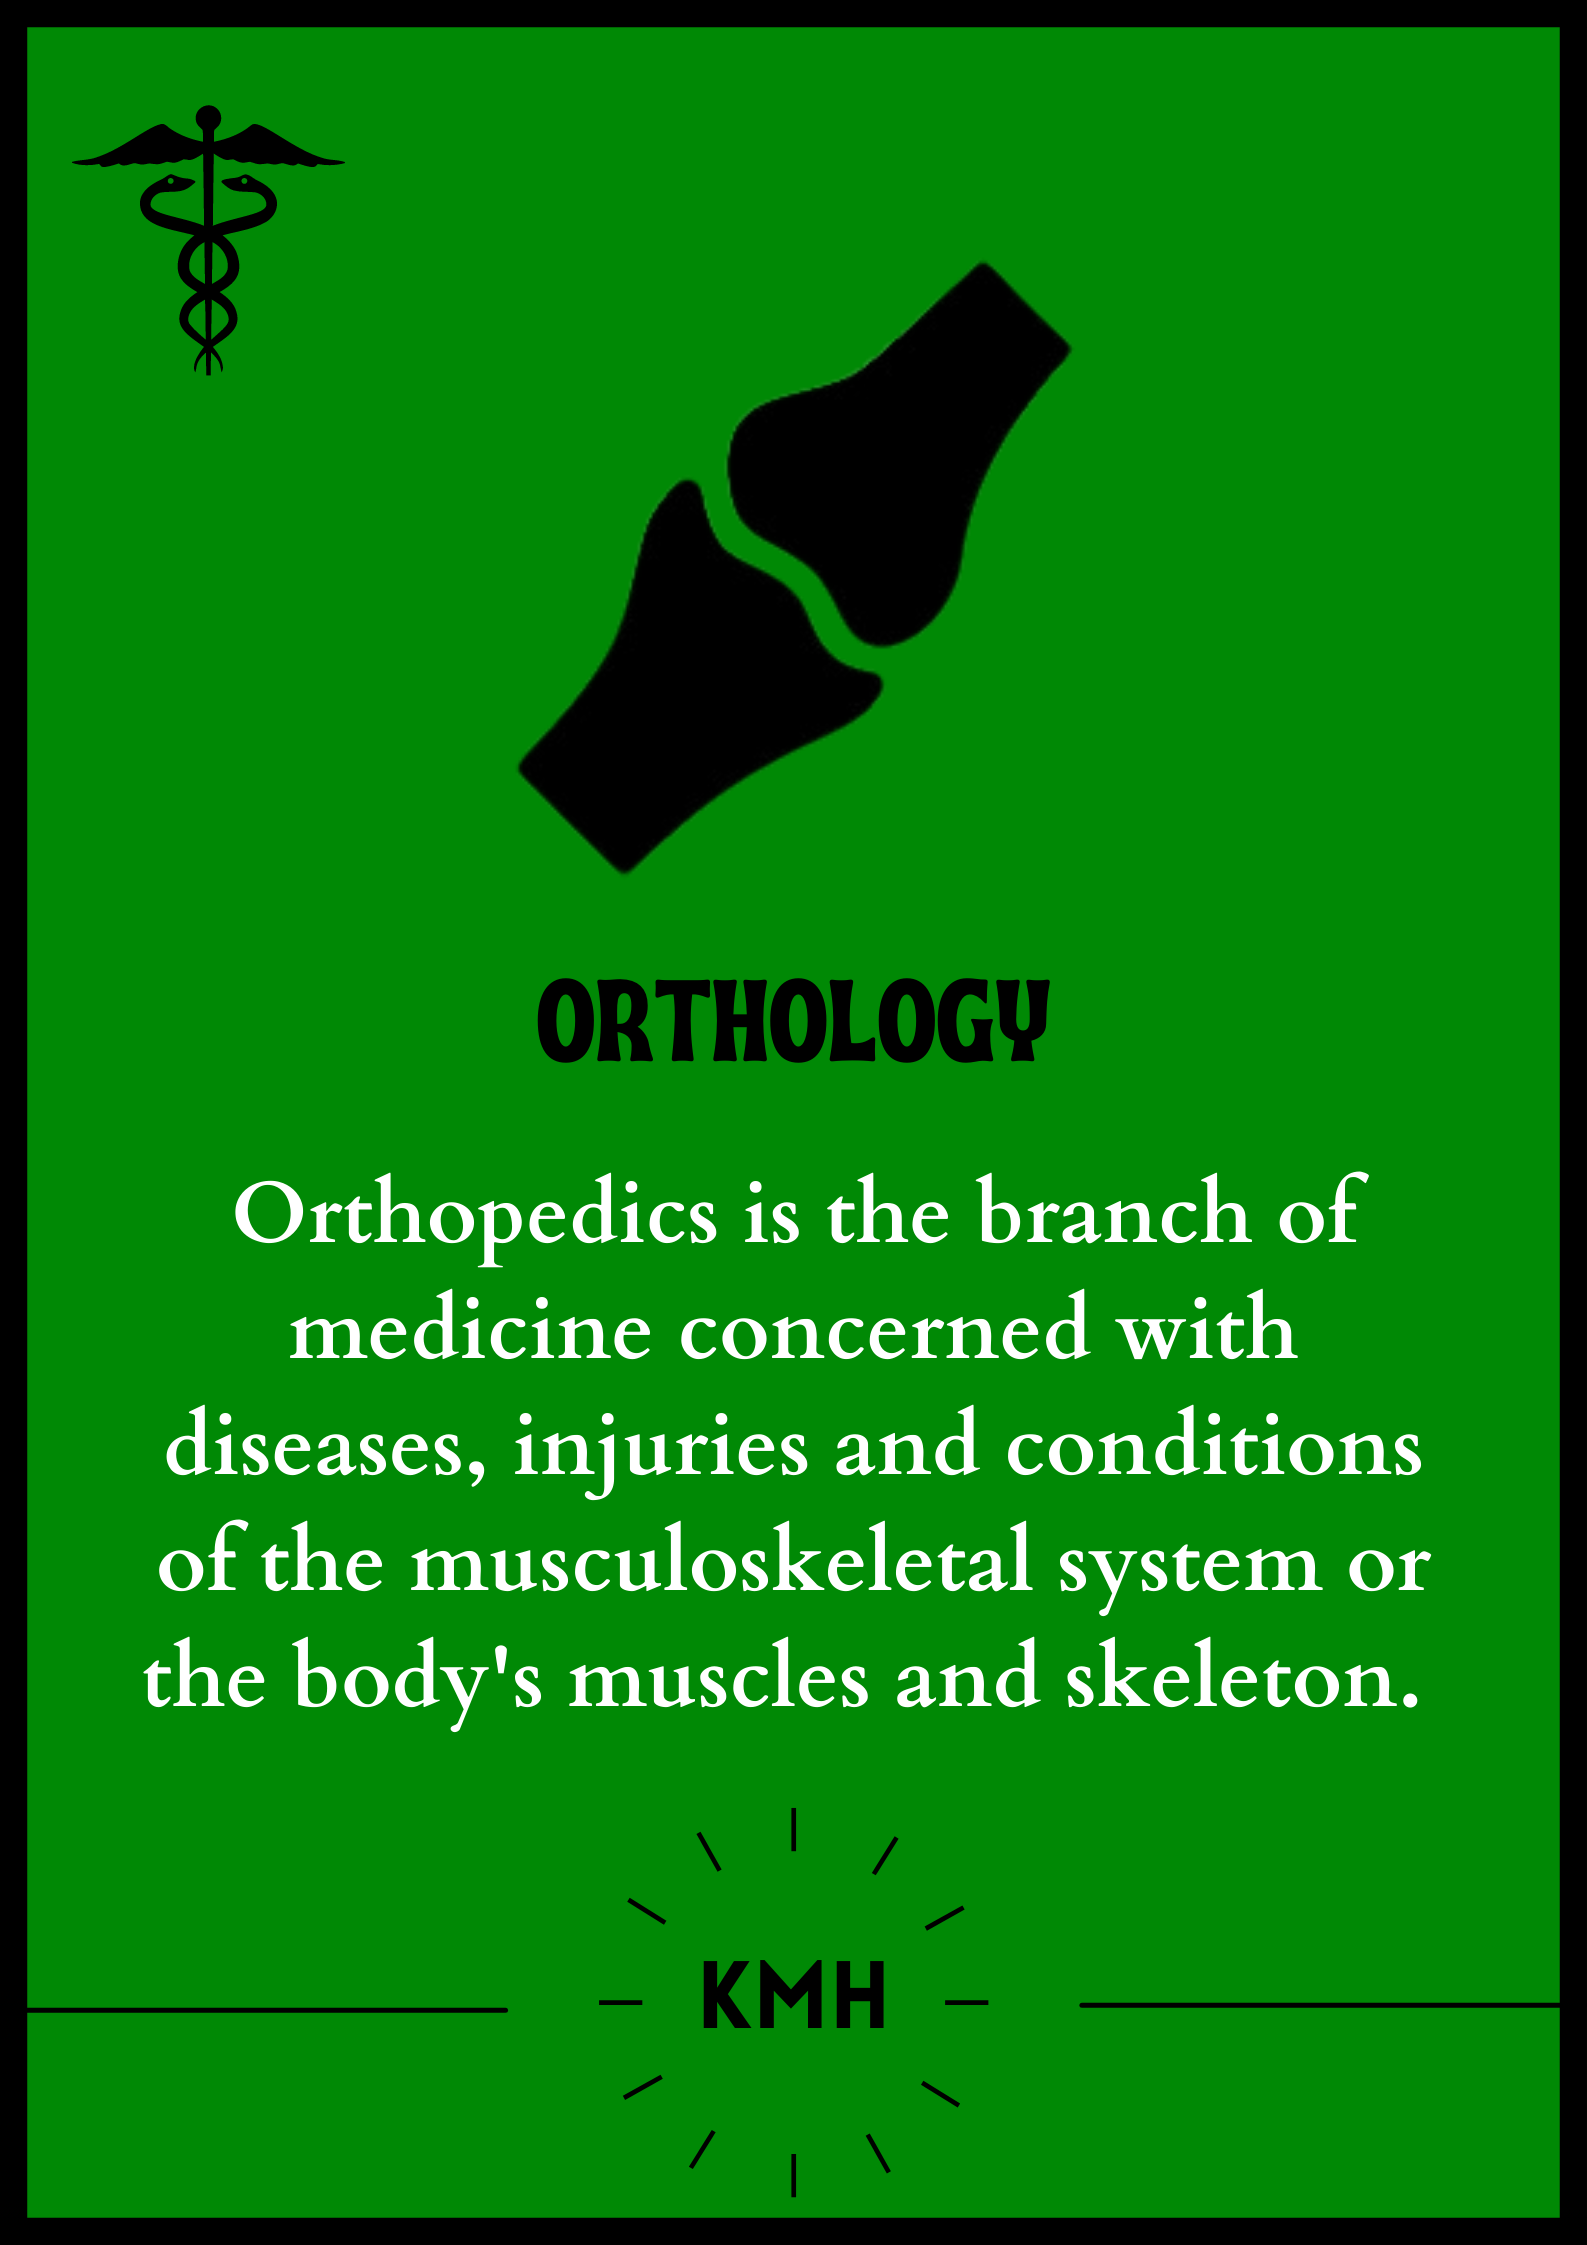 ORTHOLOGY
Orthopedics is the branch of
medicine concerned with
diseases, injuries and conditions
of the musculoskeletal system or
the body's muscles and skeleton.
KMH